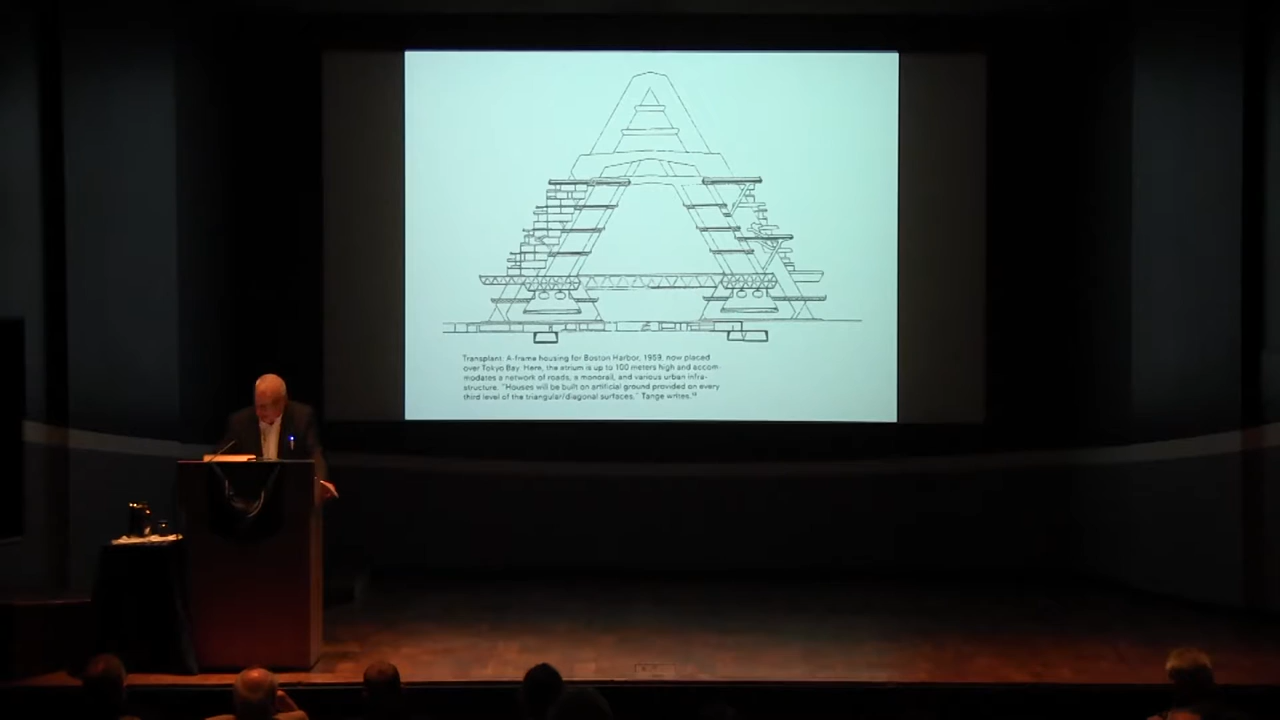 Transplant: A-frame housing for Boston Harbor, 1959, now placed
over Tokyo Bay. Here, the atrium is up to 100 meters high and accom-
modates a network of roads, a monorail, and various urban infra-
structure. "Houses will be built on artificial ground provided on every
third level of the triangular/diagonal surfaces," Tange writes.